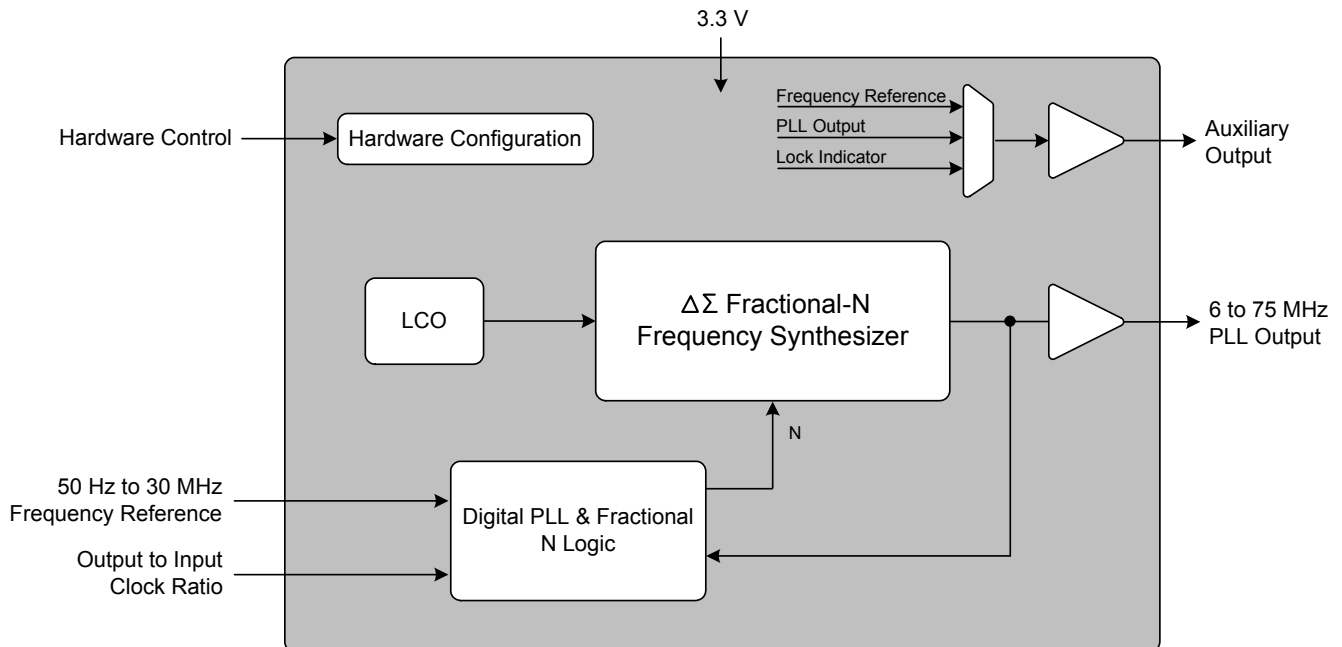 3.3 V
Hardware Control
Hardware Configuration
Frequency Reference
PLL Output
Lock Indicator
Auxiliary
Output
LCO
ΔΣ Fractional-N
Frequency Synthesizer
6 to 75 MHz
PLL Output
N
50 Hz to 30 MHz
Frequency Reference
Digital PLL & Fractional
N Logic
Output to Input
Clock Ratio